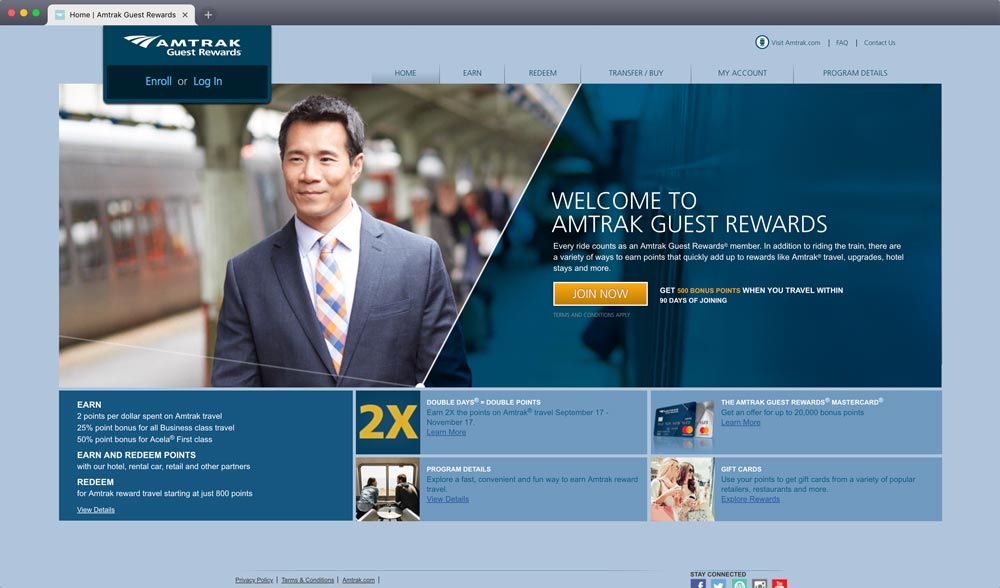 Home | Amtrak Guest Rewards
AMTRAK
Guest Rewards
Enroll or Log In
Visit Amtrak.com | FAQ | Contact Us
HOME
EARN
REDEEM
TRANSFER / BUY
MY ACCOUNT
PROGRAM DETAILS
WELCOME TO
AMTRAK GUEST REWARDS
Every ride counts as an Amtrak Guest Rewards® member. In addition to riding the train, there are
a variety of ways to earn points that quickly add up to rewards like Amtrak® travel, upgrades, hotel
stays and more.
JOIN NOW
GET 500 BONUS POINTS WHEN YOU TRAVEL WITHIN
90 DAYS OF JOINING
TERMS AND CONDITIONS APPLY
EARN
2 points per dollar spent on Amtrak travel
25% point bonus for all Business class travel
50% point bonus for Acela® First class
EARN AND REDEEM POINTS
with our hotel, rental car, retail and other partners
REDEEM
for Amtrak reward travel starting at just 800 points
View Details
2X
DOUBLE DAYS® = DOUBLE POINTS
Earn 2X the points on Amtrak® travel September 17 -
November 17.
Learn More
THE AMTRAK GUEST REWARDS® MASTERCARD®
Get an offer for up to 20,000 bonus points
Learn More
PROGRAM DETAILS
Explore a fast, convenient and fun way to earn Amtrak reward
travel.
View Details
GIFT CARDS
Use your points to get gift cards from a variety of popular
retailers, restaurants and more.
Explore Rewards
Privacy Policy | Terms & Conditions | Amtrak.com |
STAY CONNECTED